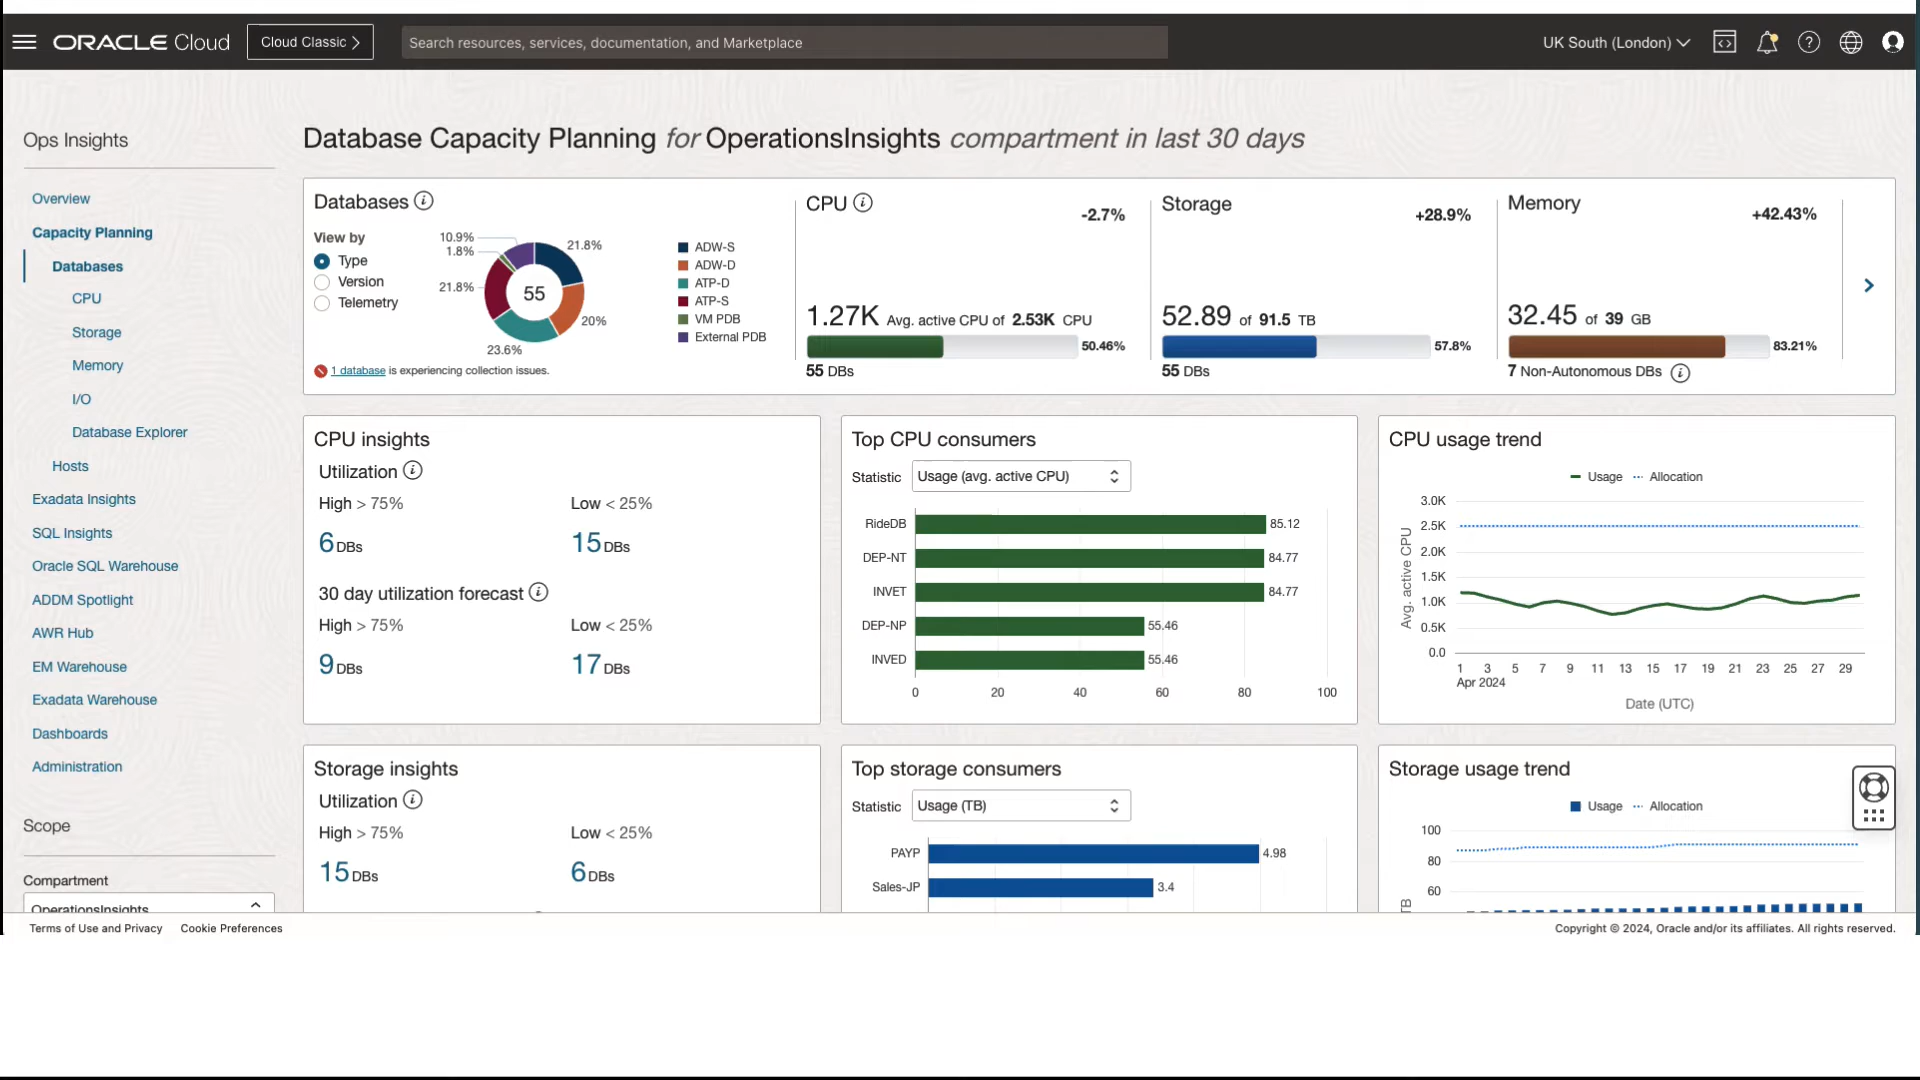 ORACLE Cloud
Cloud Classic
Search resources, services, documentation, and Marketplace
UK South (London)
Ops Insights
Overview
Capacity Planning
Databases
CPU
Storage
Memory
I/O
Database Explorer
Hosts
Exadata Insights
SQL Insights
Oracle SQL Warehouse
ADDM Spotlight
AWR Hub
EM Warehouse
Exadata Warehouse
Dashboards
Administration
Scope
Compartment
OperationsInsights
Database Capacity Planning for OperationsInsights compartment in last 30 days
Databases
View by
Type
Version
Telemetry
10.9%
1.8%
21.8%
21.8%
20%
23.6%
55
ADW-S
ADW-D
ATP-D
ATP-S
VM PDB
External PDB
1 database is experiencing collection issues.
CPU
-2.7%
1.27K Avg. active CPU of 2.53K CPU
50.46%
55 DBs
Storage
+28.9%
52.89 of 91.5 TB
57.8%
55 DBs
Memory
+42.43%
32.45 of 39 GB
83.21%
7 Non-Autonomous DBs
CPU insights
Utilization
High > 75%
Low < 25%
6 DBs
15 DBs
30 day utilization forecast
High > 75%
Low < 25%
9 DBs
17 DBs
Top CPU consumers
Statistic
Usage (avg. active CPU)
RideDB 85.12
DEP-NT 84.77
INVET 84.77
DEP-NP 55.46
INVED 55.46
0 20 40 60 80 100
CPU usage trend
Usage Allocation
Avg. active CPU
3.0K
2.5K
2.0K
1.5K
1.0K
0.5K
0.0
1 3 5 7 9 11 13 15 17 19 21 23 25 27 29
Apr 2024
Date (UTC)
Storage insights
Utilization
High > 75%
Low < 25%
15 DBs
6 DBs
Top storage consumers
Statistic
Usage (TB)
PAYP 4.98
Sales-JP 3.4
Storage usage trend
Usage Allocation
100
80
60
TB
Terms of Use and Privacy
Cookie Preferences
Copyright © 2024, Oracle and/or its affiliates. All rights reserved.